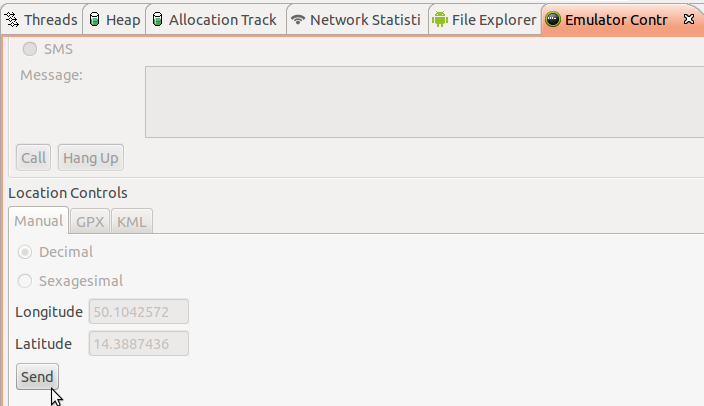 Threads Heap Allocation Track Network Statisti File Explorer Emulator Contr
SMS
Message:
Call Hang Up
Location Controls
Manual GPX KML
Decimal
Sexagesimal
Longitude 50.1042572
Latitude 14.3887436
Send